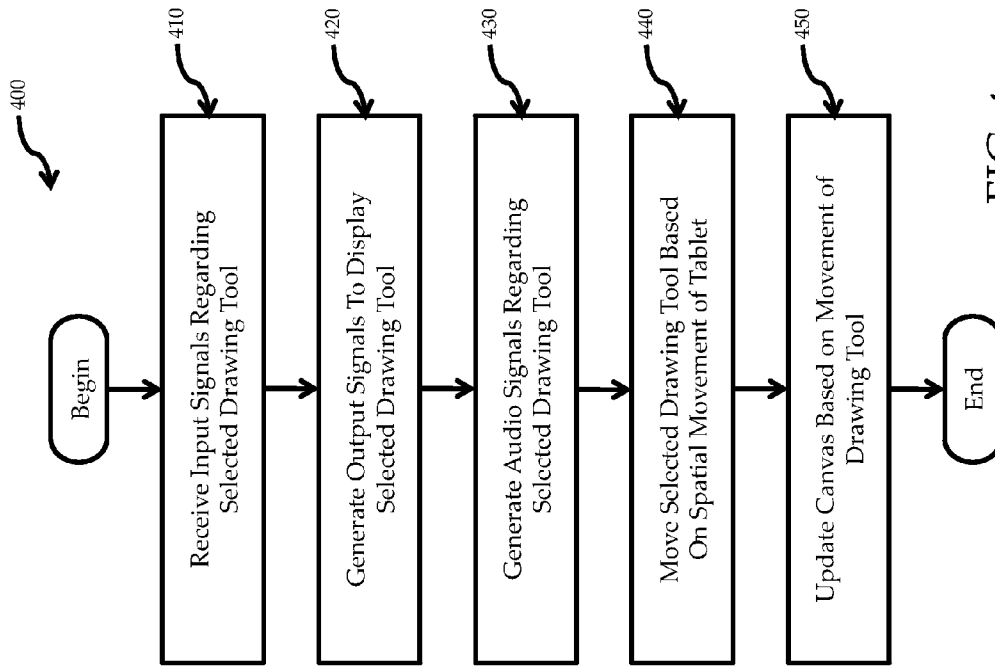 400
Begin
410
Receive Input Signals Regarding
Selected Drawing Tool
420
Generate Output Signals To Display
Selected Drawing Tool
430
Generate Audio Signals Regarding
Selected Drawing Tool
440
Move Selected Drawing Tool Based
On Spatial Movement of Tablet
450
Update Canvas Based on Movement of
Drawing Tool
End
FIG.